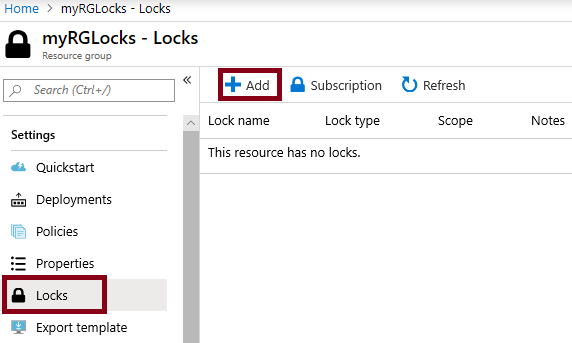 Home > myRGLocks - Locks
myRGLocks - Locks
Resource group
Search (Ctrl+/)
«
Add
Subscription
Refresh
Settings
Quickstart
Deployments
Policies
Properties
Locks
Export template
Lock name
Lock type
Scope
Notes
This resource has no locks.